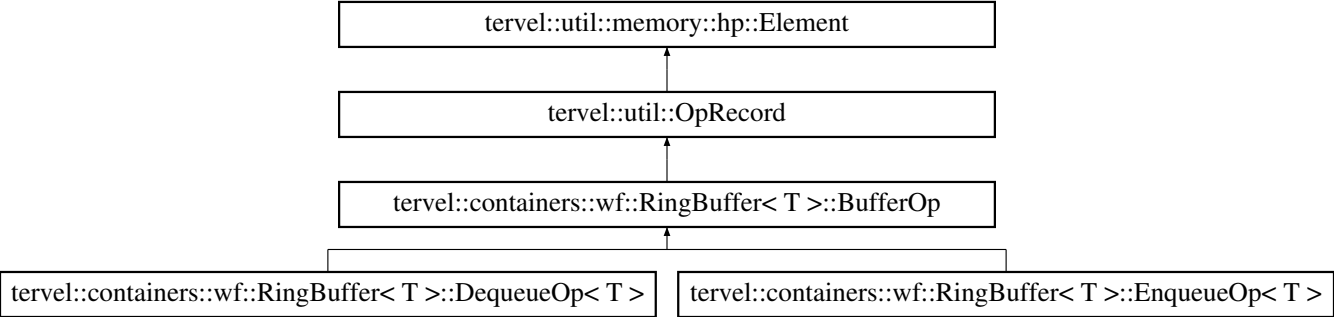 tervel::util::memory::hp::Element
tervel::util::OpRecord
tervel::containers::wf::RingBuffer< T >::BufferOp
tervel::containers::wf::RingBuffer< T >::DequeueOp< T >
tervel::containers::wf::RingBuffer< T >::EnqueueOp< T >